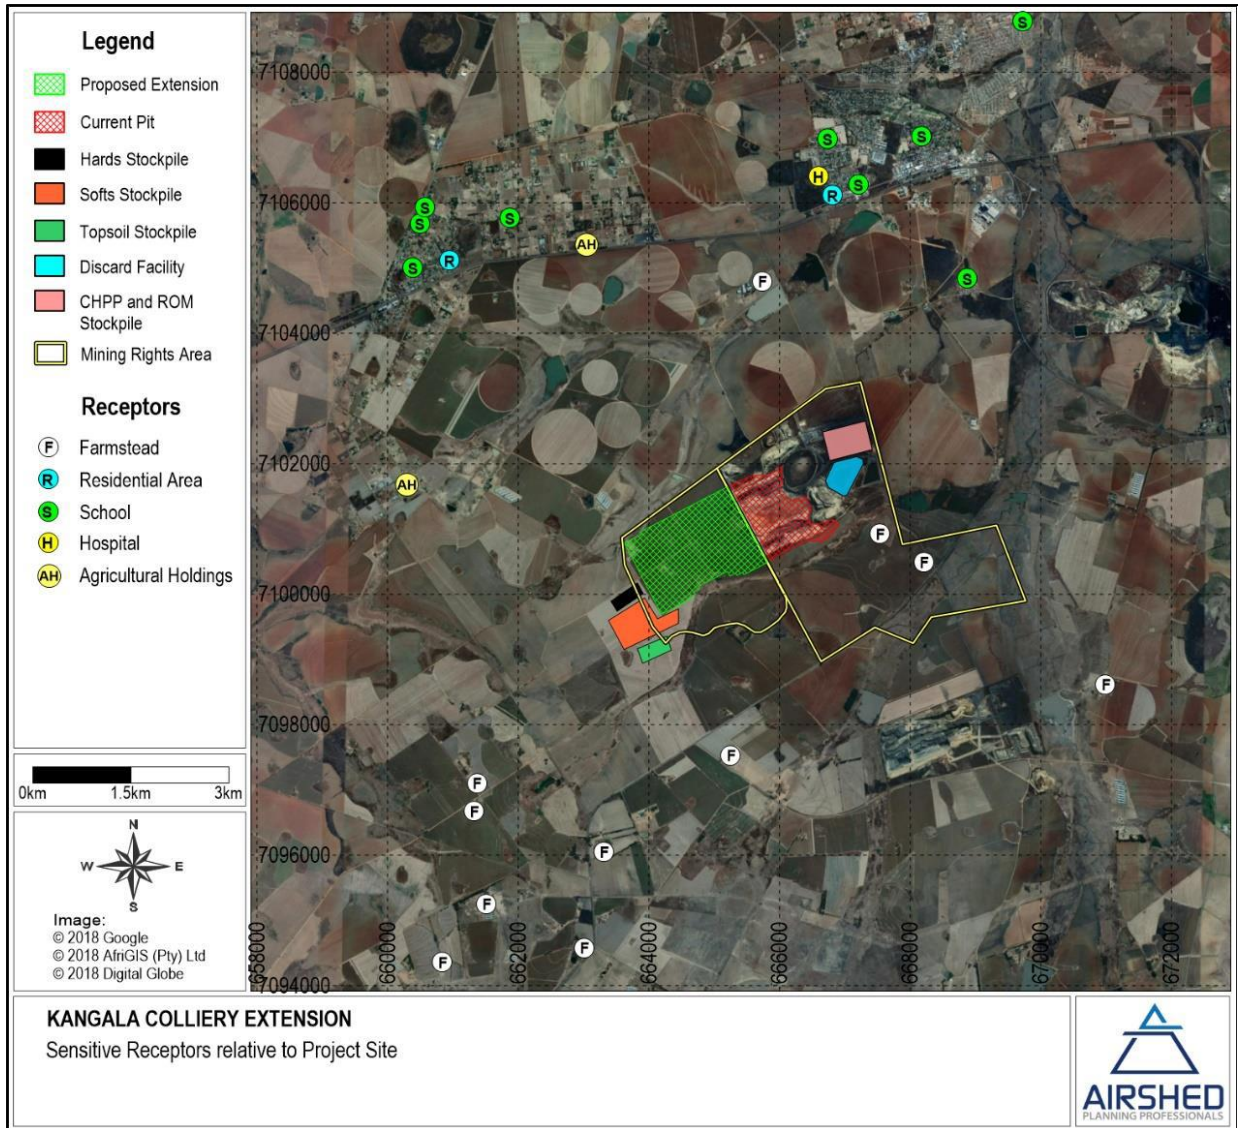 Legend
Proposed Extension
Current Pit
Hards Stockpile
Softs Stockpile
Topsoil Stockpile
Discard Facility
CHPP and ROM
Stockpile
Mining Rights Area
Receptors
F Farmstead
R Residential Area
S School
H Hospital
AH Agricultural Holdings
0km 1.5km 3km
N
W E
S
Image:
© 2018 Google
© 2018 AfriGIS (Pty) Ltd
© 2018 Digital Globe
S
7108000
S S
H
S
R
7106000
S
S
S
AH
R
S
S
F
7104000
7102000
AH
F
F
7100000
F
7098000
F
F
F
F
7096000
F
F
F
7094000
658000 660000 662000 664000 666000 668000 670000 672000
KANGALA COLLIERY EXTENSION
Sensitive Receptors relative to Project Site
AIRSHED
PLANNING PROFESSIONALS